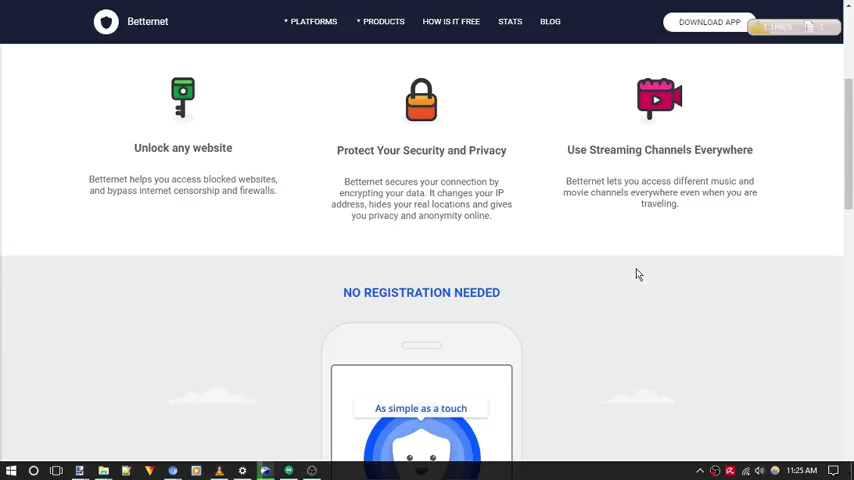 Betternet
PLATFORMS PRODUCTS HOW IS IT FREE STATS BLOG DOWNLOAD APP
Unlock any website
Betternet helps you access blocked websites,
and bypass internet censorship and firewalls.
Protect Your Security and Privacy
Betternet secures your connection by
encrypting your data. It changes your IP
address, hides your real locations and gives
you privacy and anonymity online.
Use Streaming Channels Everywhere
Betternet lets you access different music and
movie channels everywhere even when you are
traveling.
NO REGISTRATION NEEDED
As simple as a touch
11:25 AM